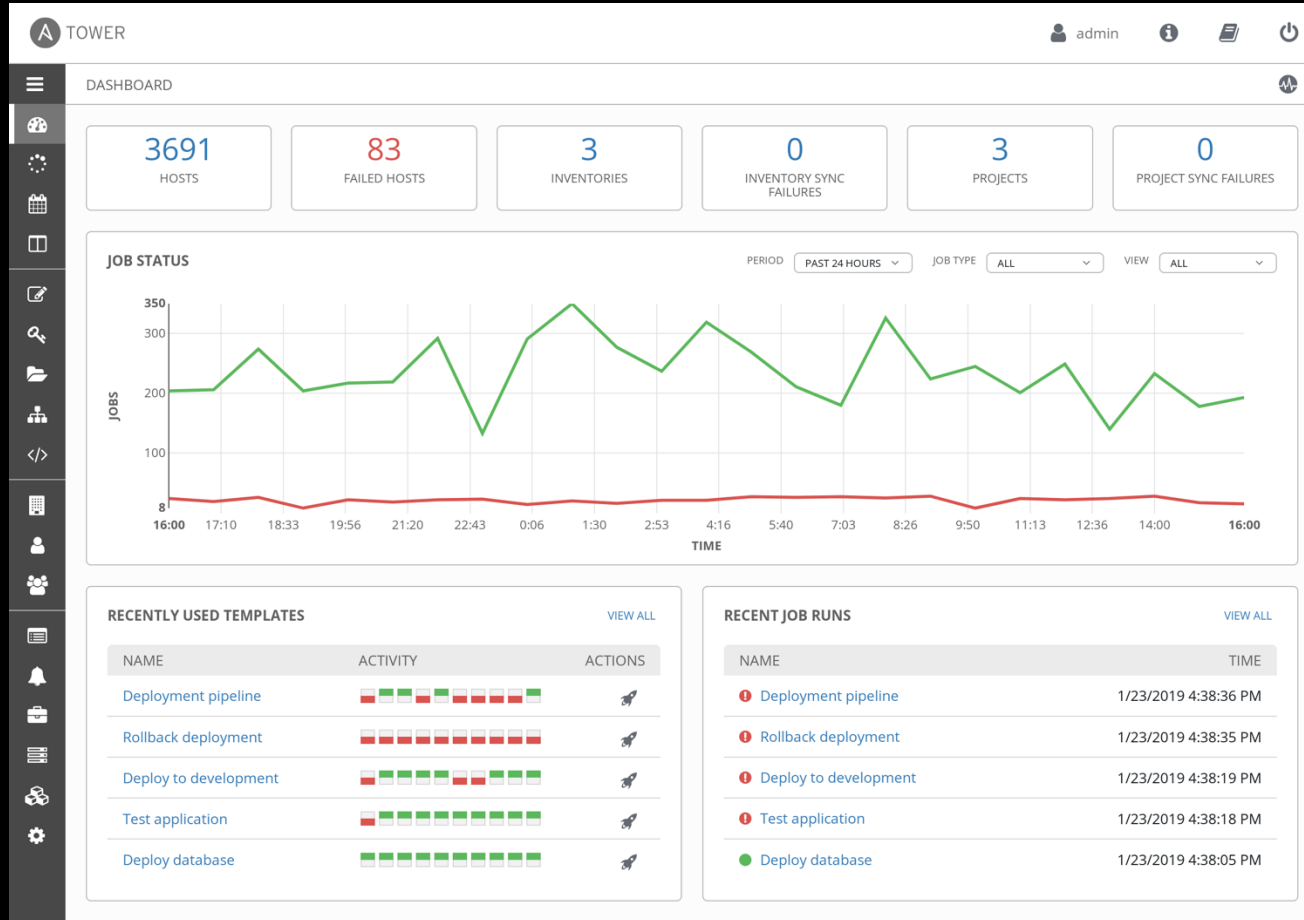 A TOWER
admin
DASHBOARD
3691
HOSTS
83
FAILED HOSTS
3
INVENTORIES
0
INVENTORY SYNC
FAILURES
3
PROJECTS
0
PROJECT SYNC FAILURES
JOB STATUS
PERIOD PAST 24 HOURS JOB TYPE ALL VIEW ALL
350
300
200
100
8
JOBS
16:00 17:10 18:33 19:56 21:20 22:43 0:06 1:30 2:53 4:16 5:40 7:03 8:26 9:50 11:13 12:36 14:00 16:00
TIME
RECENTLY USED TEMPLATES VIEW ALL
NAME ACTIVITY ACTIONS
Deployment pipeline
Rollback deployment
Deploy to development
Test application
Deploy database
RECENT JOB RUNS VIEW ALL
NAME TIME
Deployment pipeline 1/23/2019 4:38:36 PM
Rollback deployment 1/23/2019 4:38:35 PM
Deploy to development 1/23/2019 4:38:19 PM
Test application 1/23/2019 4:38:18 PM
Deploy database 1/23/2019 4:38:05 PM